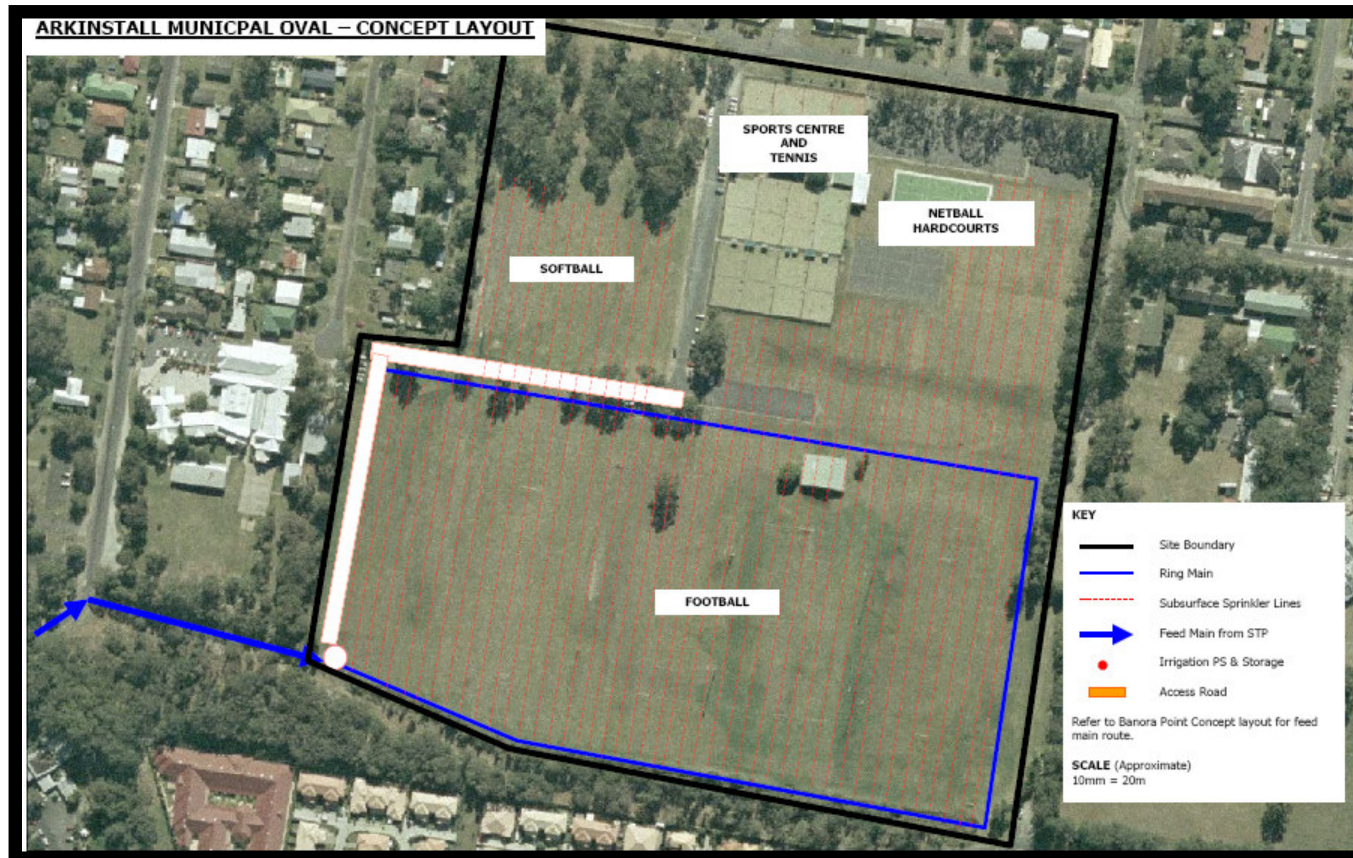 ARKINSTALL MUNICPAL OVAL – CONCEPT LAYOUT
SPORTS CENTRE
AND
TENNIS
NETBALL
HARDCOURTS
SOFTBALL
FOOTBALL
KEY
Site Boundary
Ring Main
Subsurface Sprinkler Lines
Feed Main from STP
Irrigation PS & Storage
Access Road
Refer to Banora Point Concept layout for feed
main route.
SCALE (Approximate)
10mm = 20m